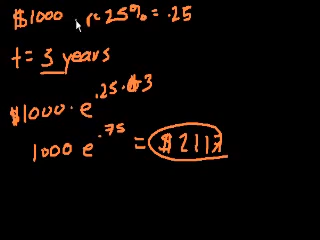 $1000 r=25% = .25
t= 3 years
$1000 · e^.25·3
1000 e^.75 = $2117